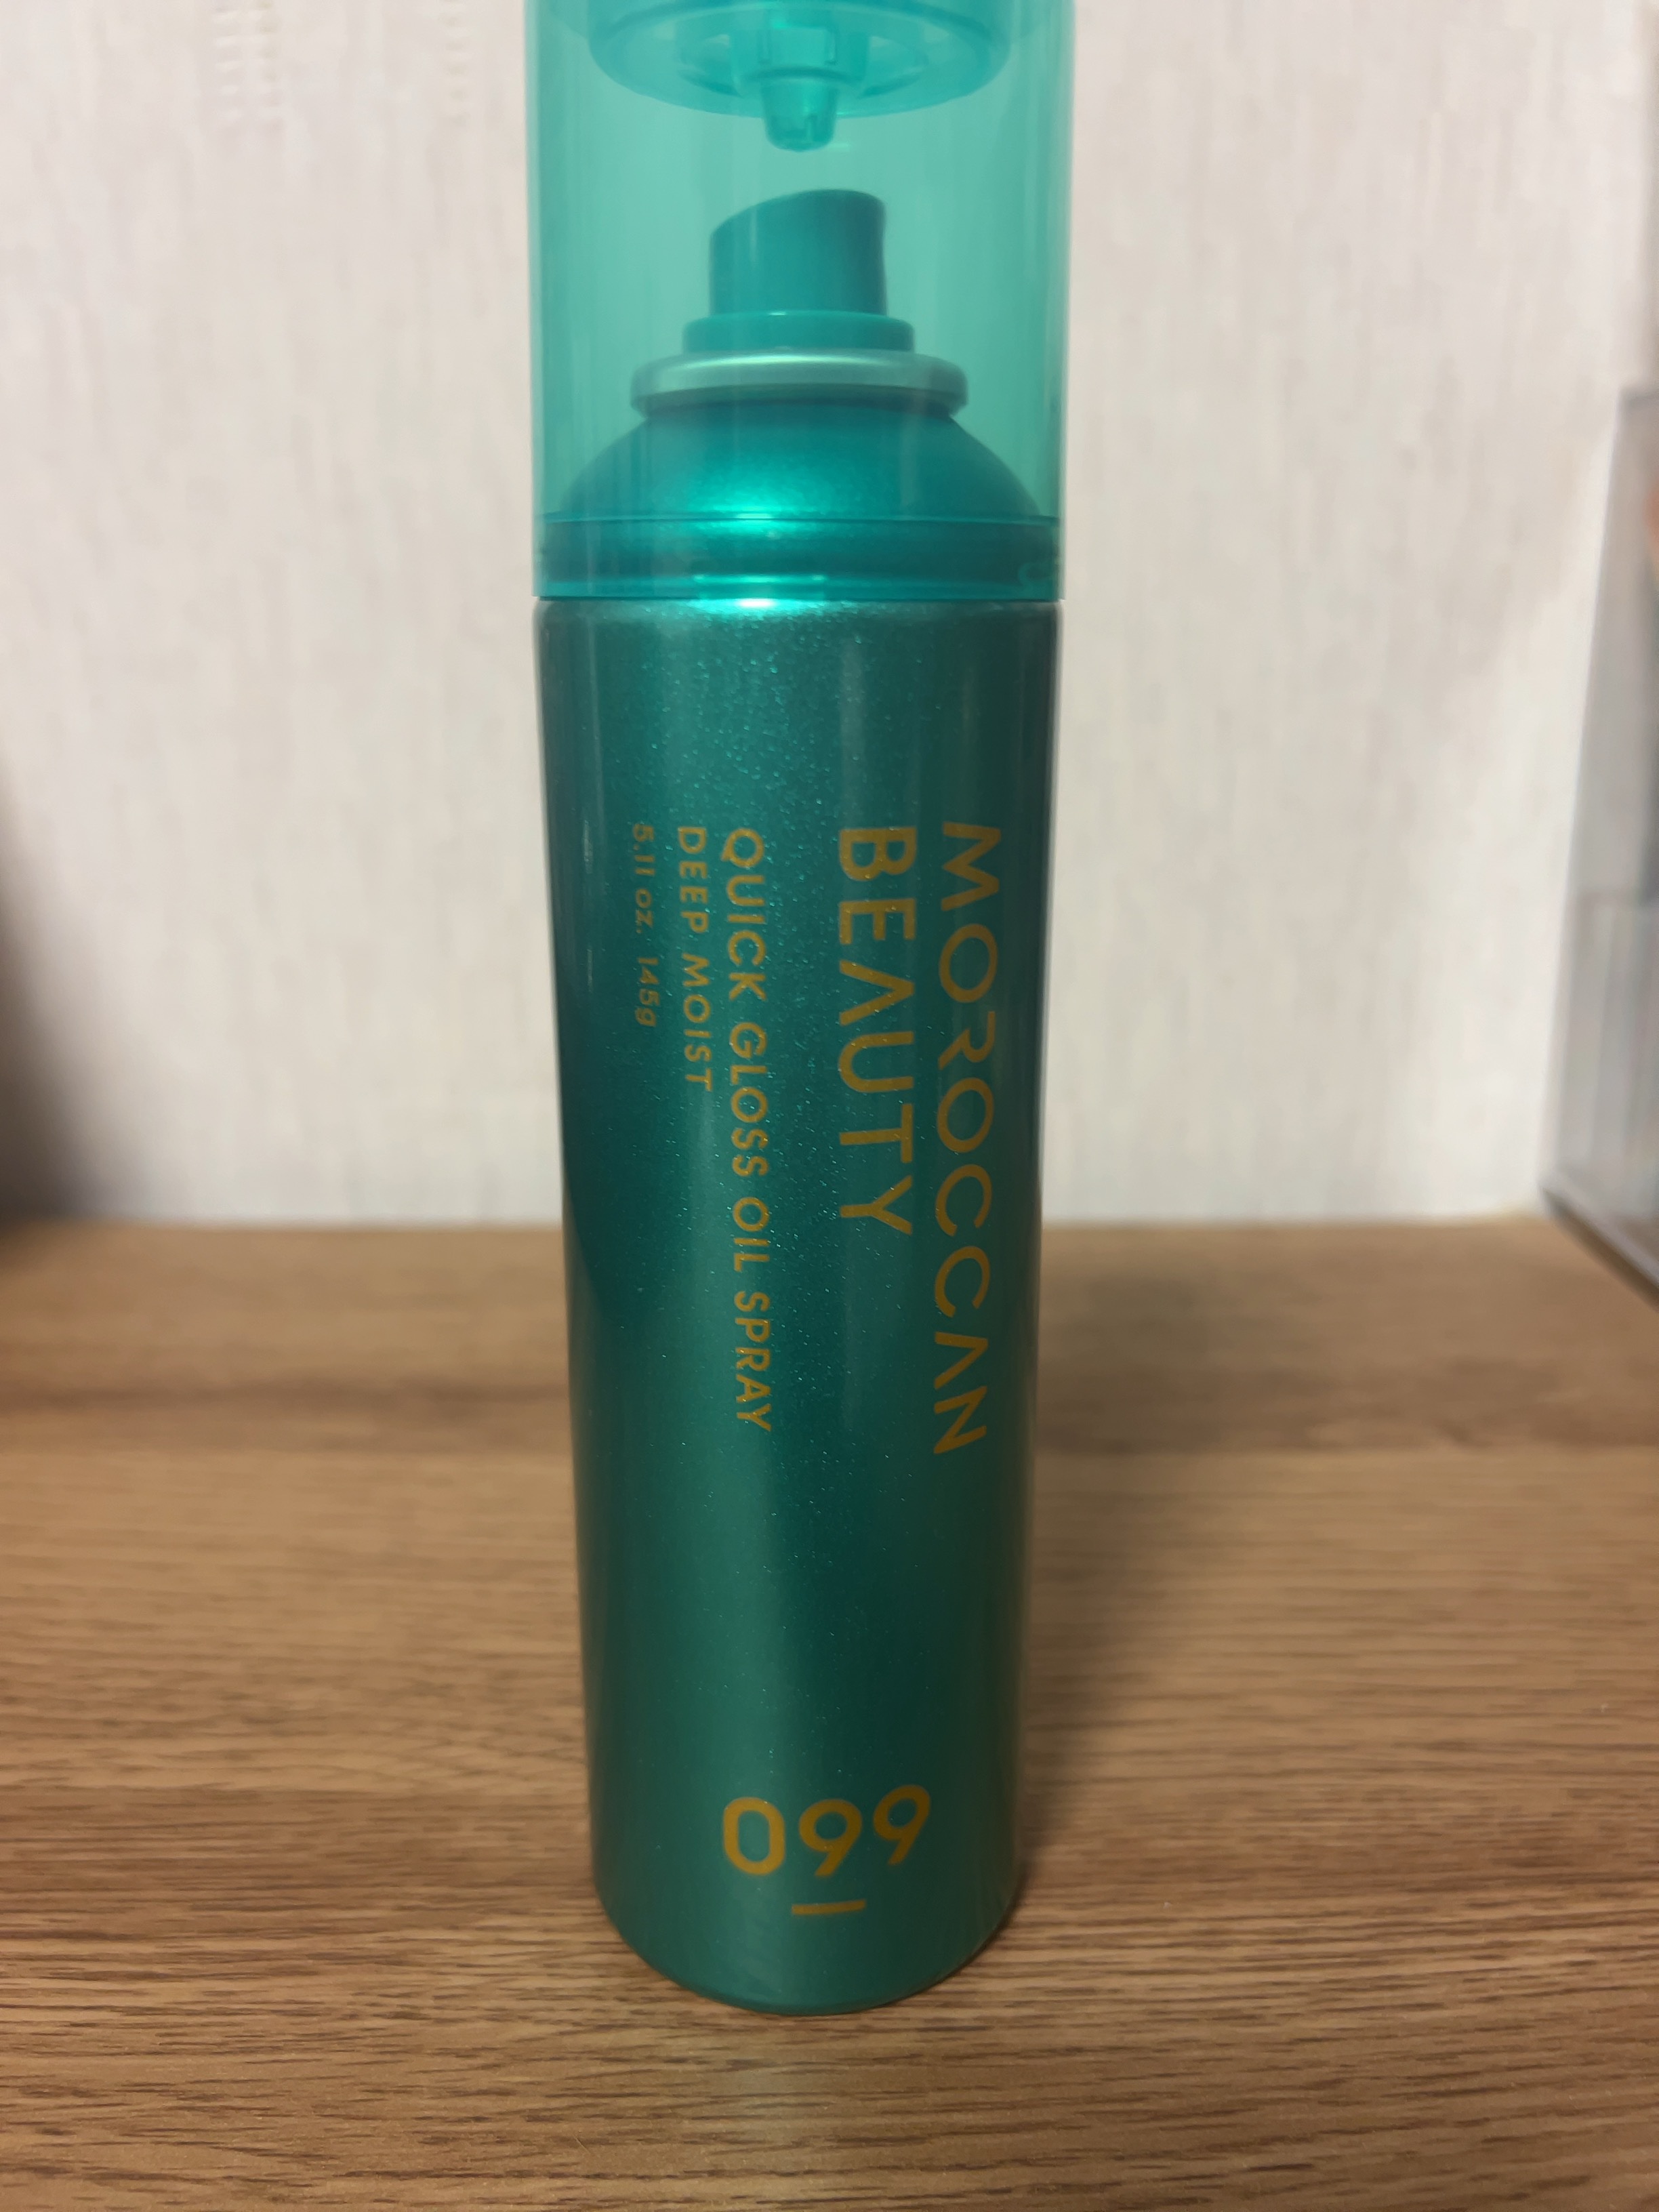 MOROCCAN
BEAUTY
QUICK GLOSS OIL SPRAY
DEEP MOIST
5.11 oz. 145g
099